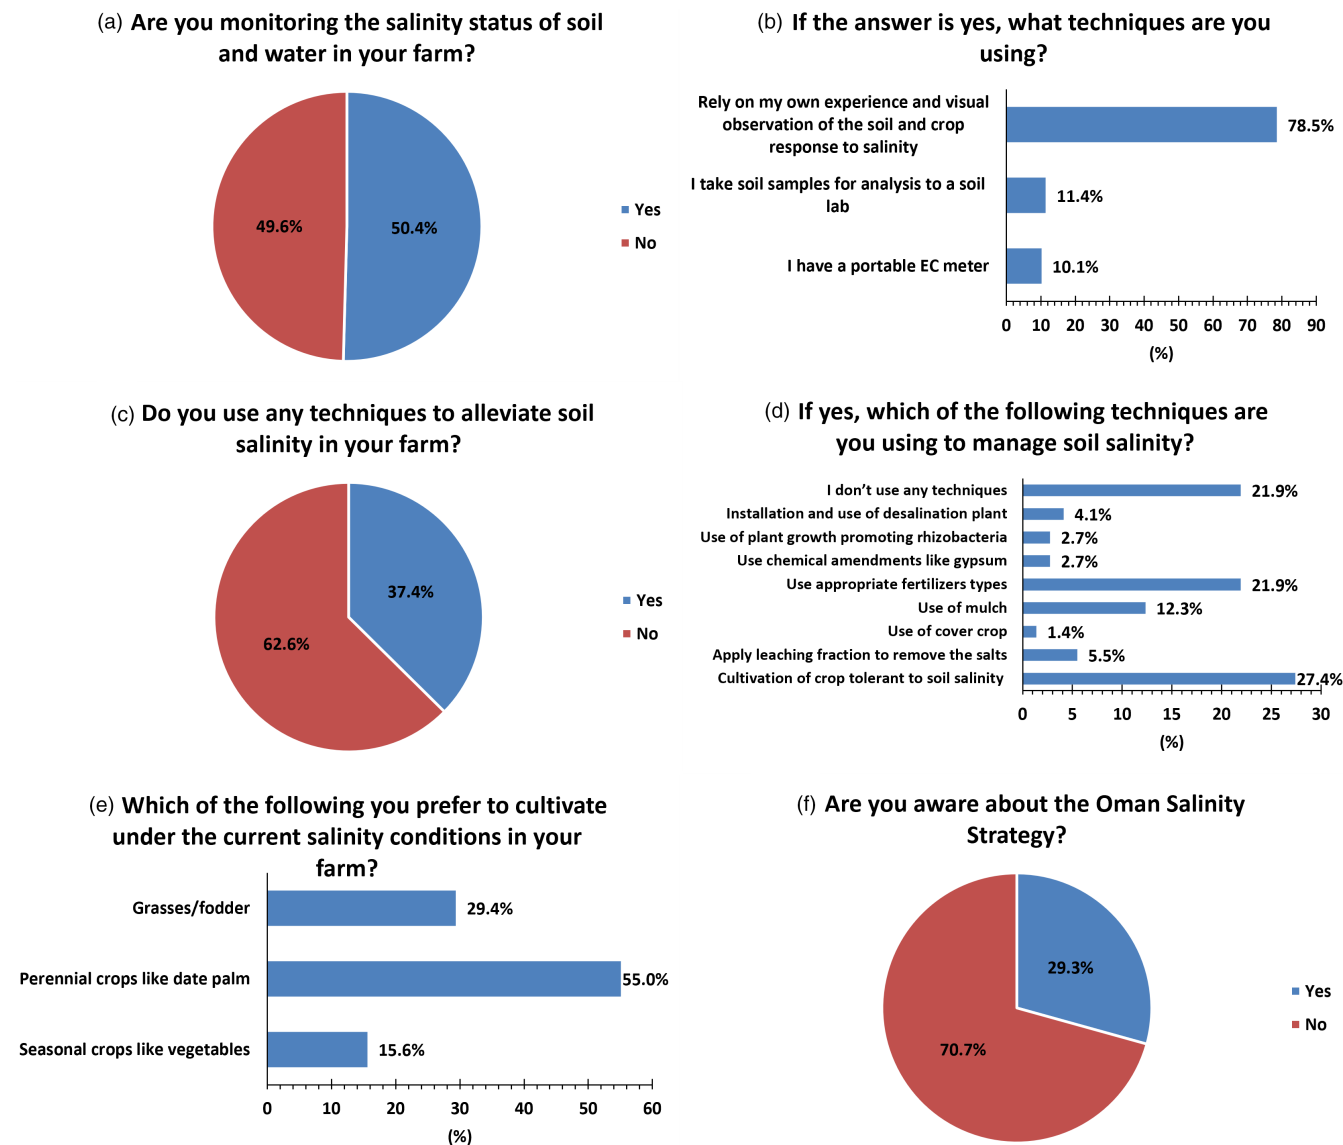 (a) Are you monitoring the salinity status of soil
and water in your farm?
49.6%
50.4%
Yes
No
(b) If the answer is yes, what techniques are you
using?
Rely on my own experience and visual
observation of the soil and crop
response to salinity
78.5%
I take soil samples for analysis to a soil
lab
11.4%
I have a portable EC meter
10.1%
0 10 20 30 40 50 60 70 80 90
(%)
(c) Do you use any techniques to alleviate soil
salinity in your farm?
37.4%
62.6%
Yes
No
(d) If yes, which of the following techniques are
you using to manage soil salinity?
I don't use any techniques 21.9%
Installation and use of desalination plant 4.1%
Use of plant growth promoting rhizobacteria 2.7%
Use chemical amendments like gypsum 2.7%
Use appropriate fertilizers types 21.9%
Use of mulch 12.3%
Use of cover crop 1.4%
Apply leaching fraction to remove the salts 5.5%
Cultivation of crop tolerant to soil salinity 27.4%
0 5 10 15 20 25 30
(%)
(e) Which of the following you prefer to cultivate
under the current salinity conditions in your
farm?
Grasses/fodder 29.4%
Perennial crops like date palm 55.0%
Seasonal crops like vegetables 15.6%
0 10 20 30 40 50 60
(%)
(f) Are you aware about the Oman Salinity
Strategy?
29.3%
70.7%
Yes
No